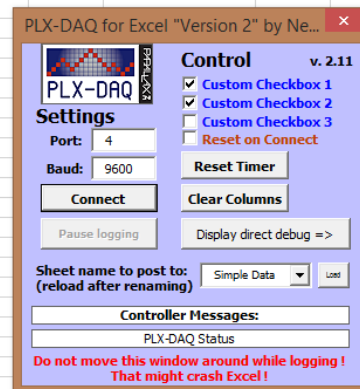 PLX-DAQ for Excel "Version 2" by Ne...
PLX-DAQ
PARALLAX
Control v. 2.11
Custom Checkbox 1
Custom Checkbox 2
Custom Checkbox 3
Reset on Connect
Settings
Port: 4
Baud: 9600
Reset Timer
Connect
Clear Columns
Pause logging
Display direct debug =>
Sheet name to post to:
(reload after renaming)
Simple Data
Load
Controller Messages:
PLX-DAQ Status
Do not move this window around while logging !
That might crash Excel !